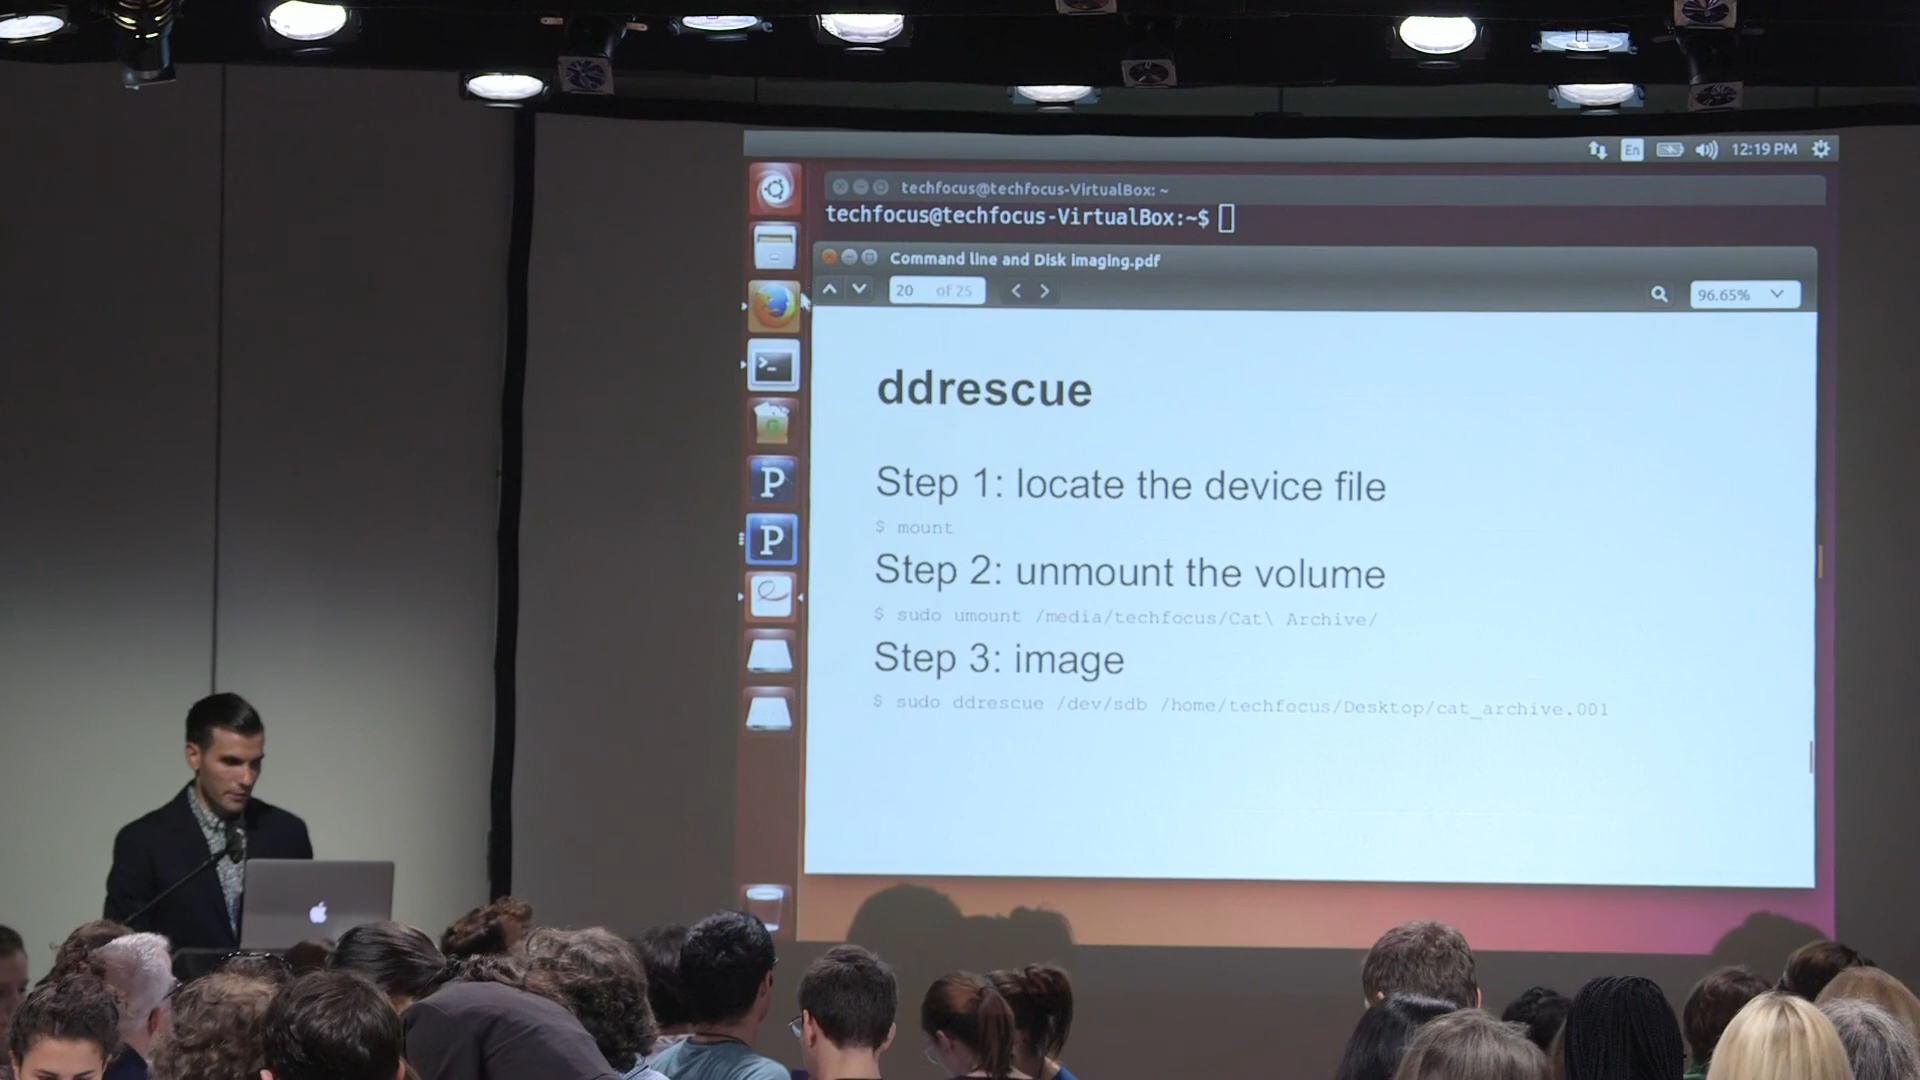 En 12:19 PM
techfocus@techfocus-VirtualBox: ~
techfocus@techfocus-VirtualBox:~$
Command line and Disk imaging.pdf
20 of 25
96.65%
ddrescue
Step 1: locate the device file
$ mount
Step 2: unmount the volume
$ sudo umount /media/techfocus/Cat\ Archive/
Step 3: image
$ sudo ddrescue /dev/sdb /home/techfocus/Desktop/cat_archive.001
P
P